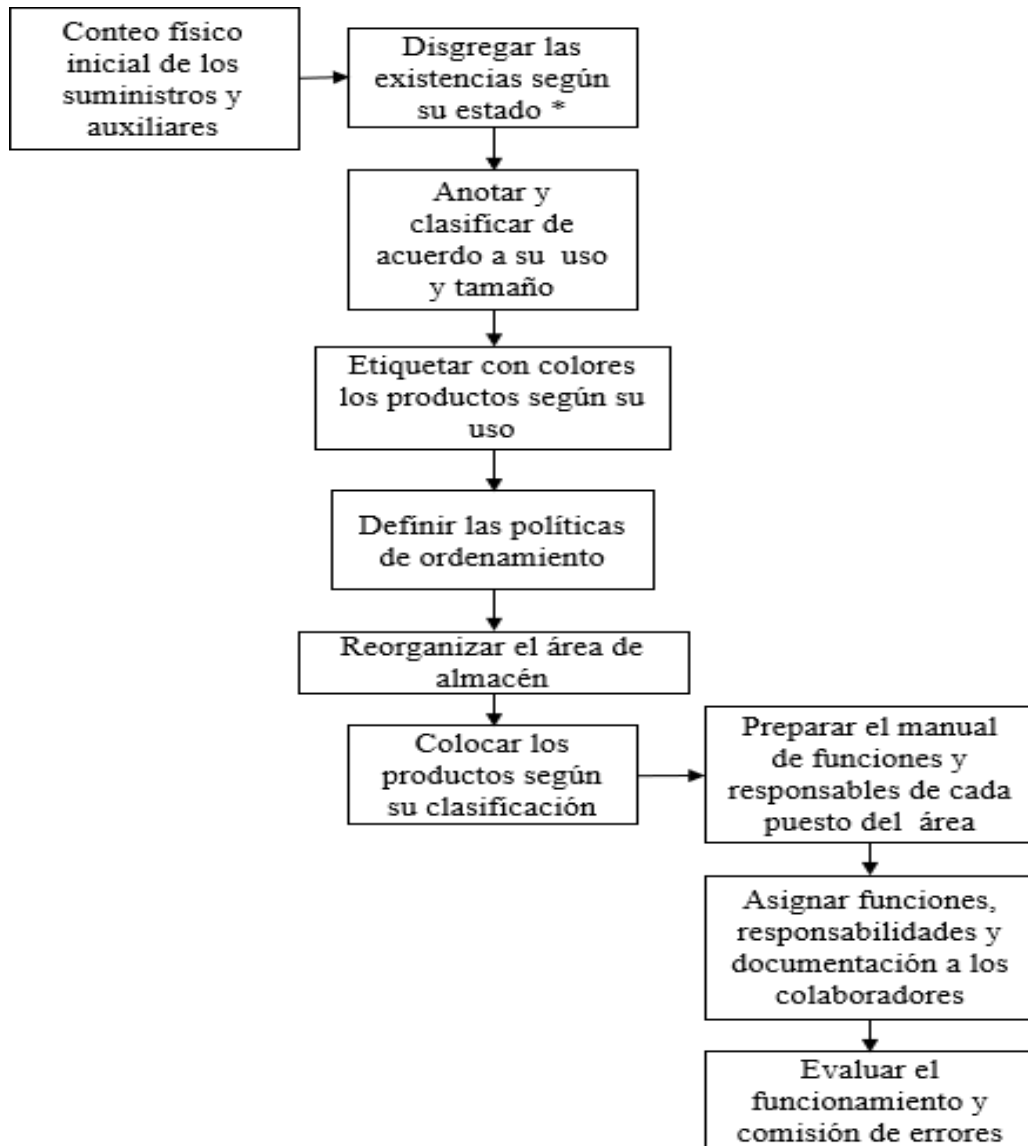 Conteo físico
inicial de los
suministros y
auxiliares
Disgregar las
existencias según
su estado *
Anotar y
clasificar de
acuerdo a su uso
y tamaño
Etiquetar con colores
los productos según su
uso
Definir las políticas
de ordenamiento
Reorganizar el área de
almacén
Colocar los
productos según
su clasificación
Preparar el manual
de funciones y
responsables de cada
puesto del área
Asignar funciones,
responsabilidades y
documentación a los
colaboradores
Evaluar el
funcionamiento y
comisión de errores